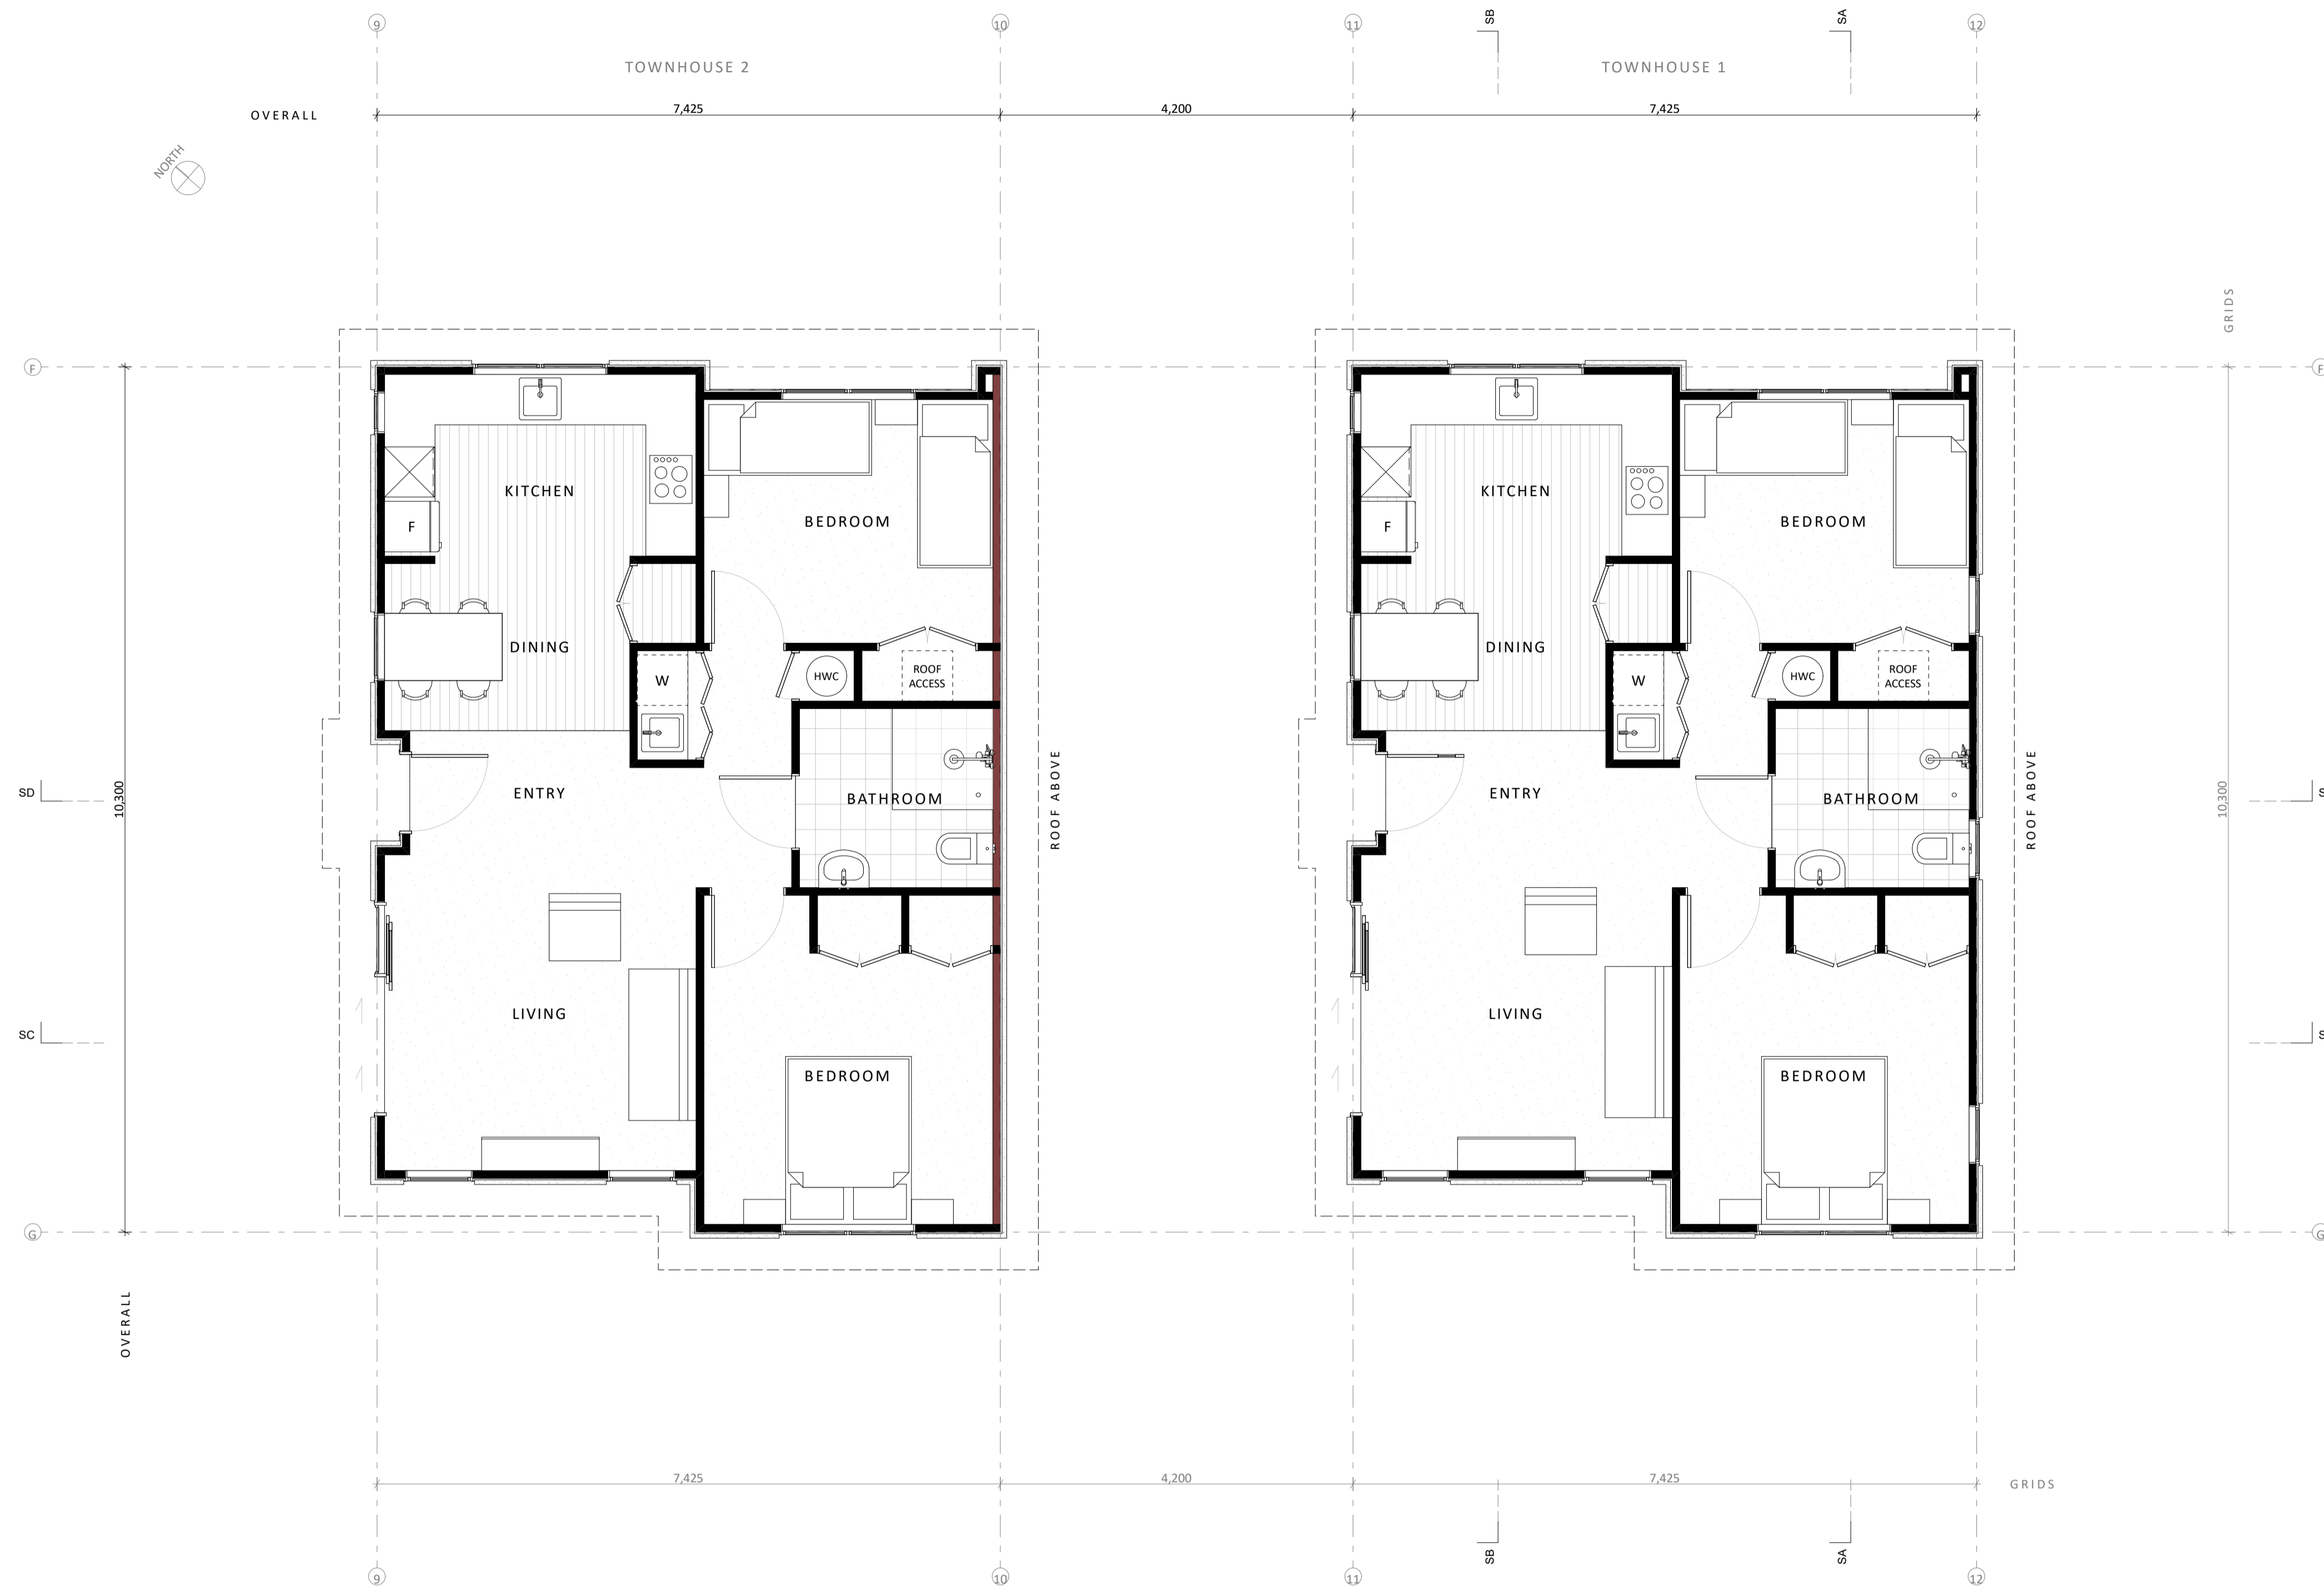 9
10
11
SB
SA
12
TOWNHOUSE 2
TOWNHOUSE 1
OVERALL
7,425
4,200
7,425
NORTH
GRIDS
F
F
KITCHEN
BEDROOM
KITCHEN
BEDROOM
F
F
DINING
DINING
W
HWC
ROOF
ACCESS
W
HWC
ROOF
ACCESS
ROOF ABOVE
ROOF ABOVE
SD
10,300
ENTRY
BATHROOM
ENTRY
BATHROOM
10,300
S
SC
LIVING
LIVING
S
BEDROOM
BEDROOM
G
G
OVERALL
7,425
4,200
7,425
GRIDS
SB
SA
9
10
11
12